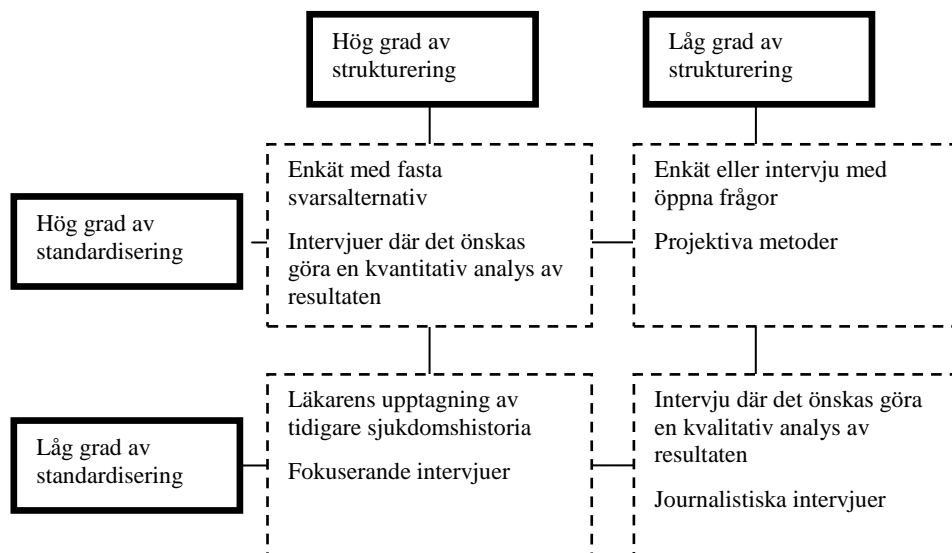 Hög grad av
strukturering
Låg grad av
strukturering
Hög grad av
standardisering
Enkät med fasta
svarsalternativ
Intervjuer där det önskas
göra en kvantitativ analys av
resultaten
Enkät eller intervju med
öppna frågor
Projektiva metoder
Låg grad av
standardisering
Läkarens upptagning av
tidigare sjukdomshistoria
Fokuserande intervjuer
Intervju där det önskas göra
en kvalitativ analys av
resultaten
Journalistiska intervjuer